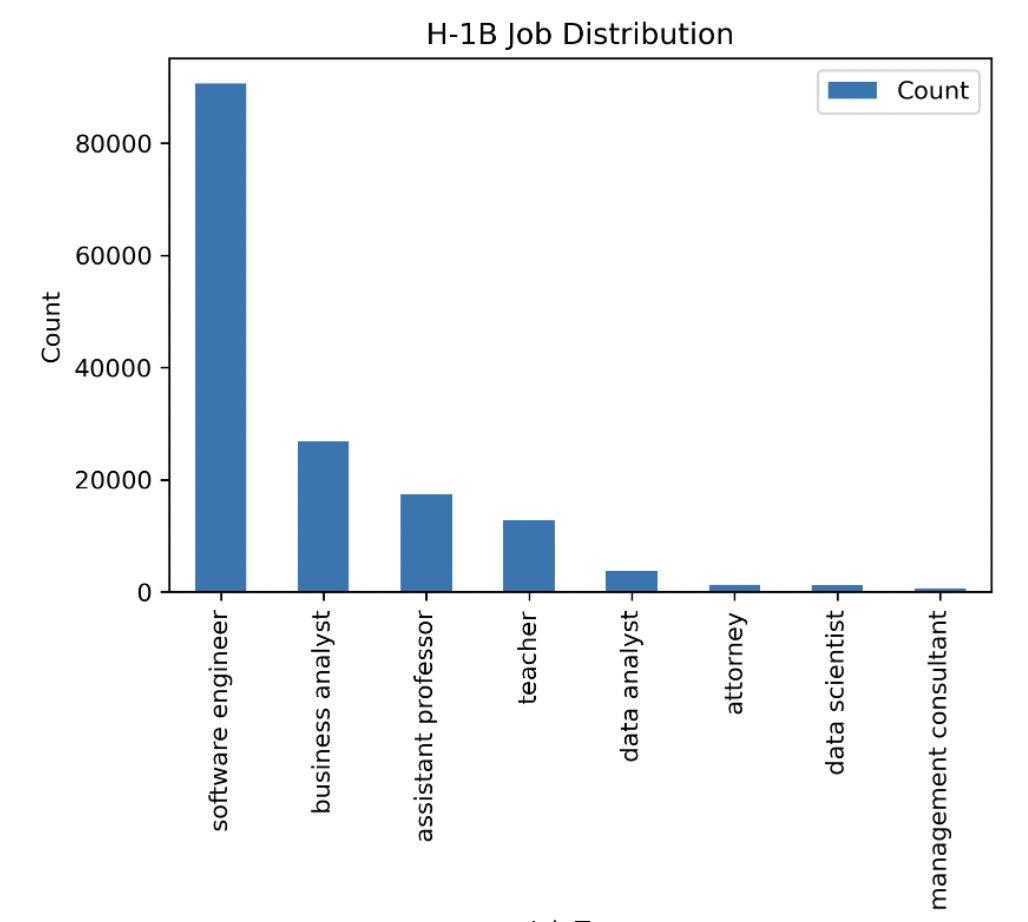 H-1B Job Distribution
Count
80000
60000
40000
20000
0
Count
software engineer
business analyst
assistant professor
teacher
data analyst
attorney
data scientist
management consultant